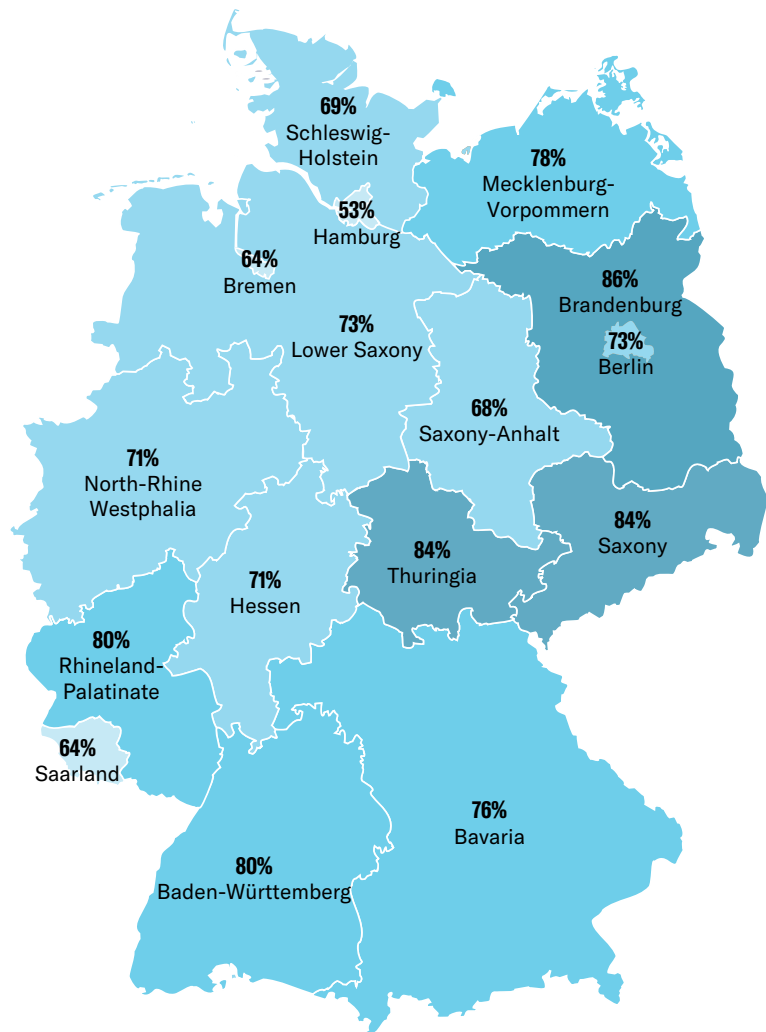 69%
Schleswig-
Holstein
78%
Mecklenburg-
Vorpommern
53%
Hamburg
64%
Bremen
86%
Brandenburg
73%
Lower Saxony
73%
Berlin
68%
Saxony-Anhalt
71%
North-Rhine
Westphalia
84%
Saxony
84%
Thuringia
71%
Hessen
80%
Rhineland-
Palatinate
64%
Saarland
76%
Bavaria
80%
Baden-Württemberg